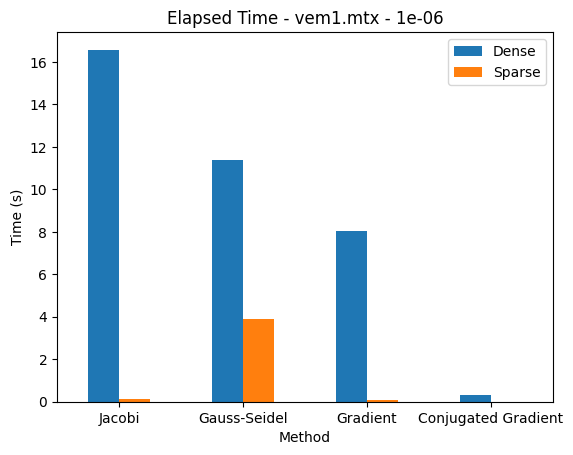 Elapsed Time - vem1.mtx - 1e-06
Dense
Sparse
Time (s)
16
14
12
10
8
6
4
2
0
Jacobi
Gauss-Seidel
Gradient
Conjugated Gradient
Method